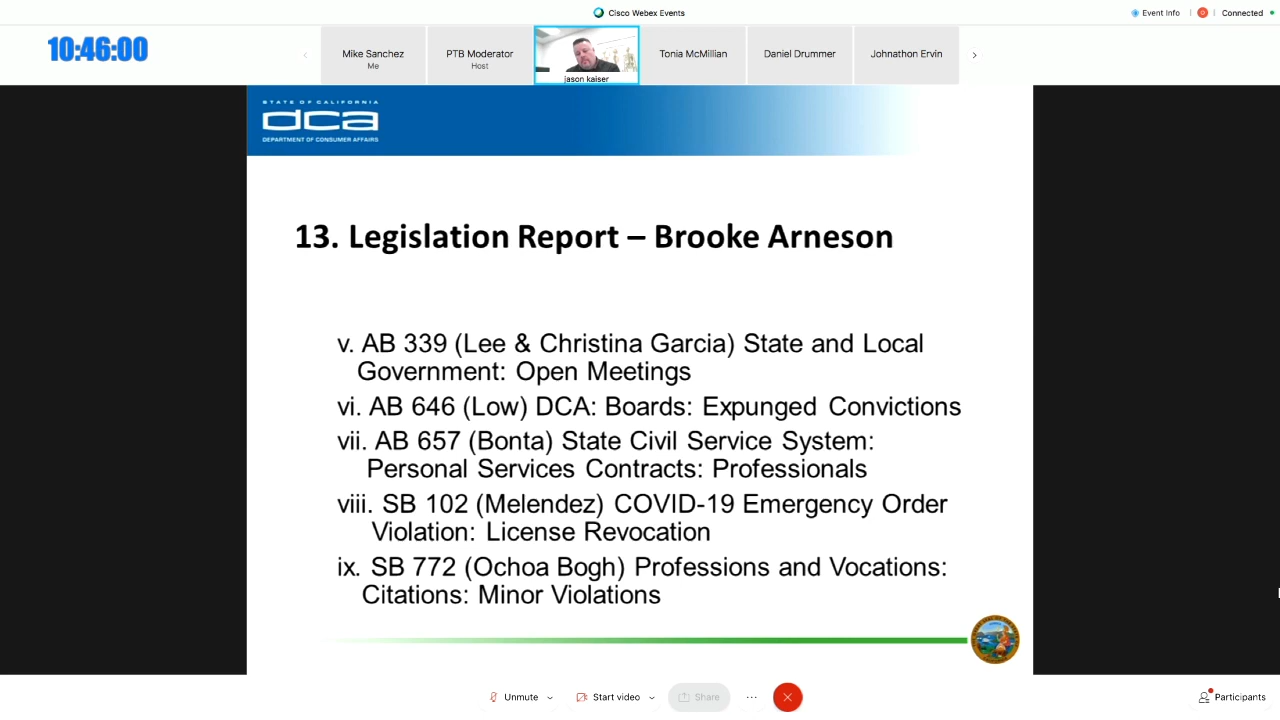 Cisco Webex Events
Event Info
Connected
10:46:00
Mike Sanchez
Me
PTB Moderator
Host
jason kaiser
Tonia McMillian
Daniel Drummer
Johnathon Ervin
STATE OF CALIFORNIA
dca
DEPARTMENT OF CONSUMER AFFAIRS
13. Legislation Report – Brooke Arneson
v. AB 339 (Lee & Christina Garcia) State and Local
Government: Open Meetings
vi. AB 646 (Low) DCA: Boards: Expunged Convictions
vii. AB 657 (Bonta) State Civil Service System:
Personal Services Contracts: Professionals
viii. SB 102 (Melendez) COVID-19 Emergency Order
Violation: License Revocation
ix. SB 772 (Ochoa Bogh) Professions and Vocations:
Citations: Minor Violations
Unmute
Start video
Share
Participants